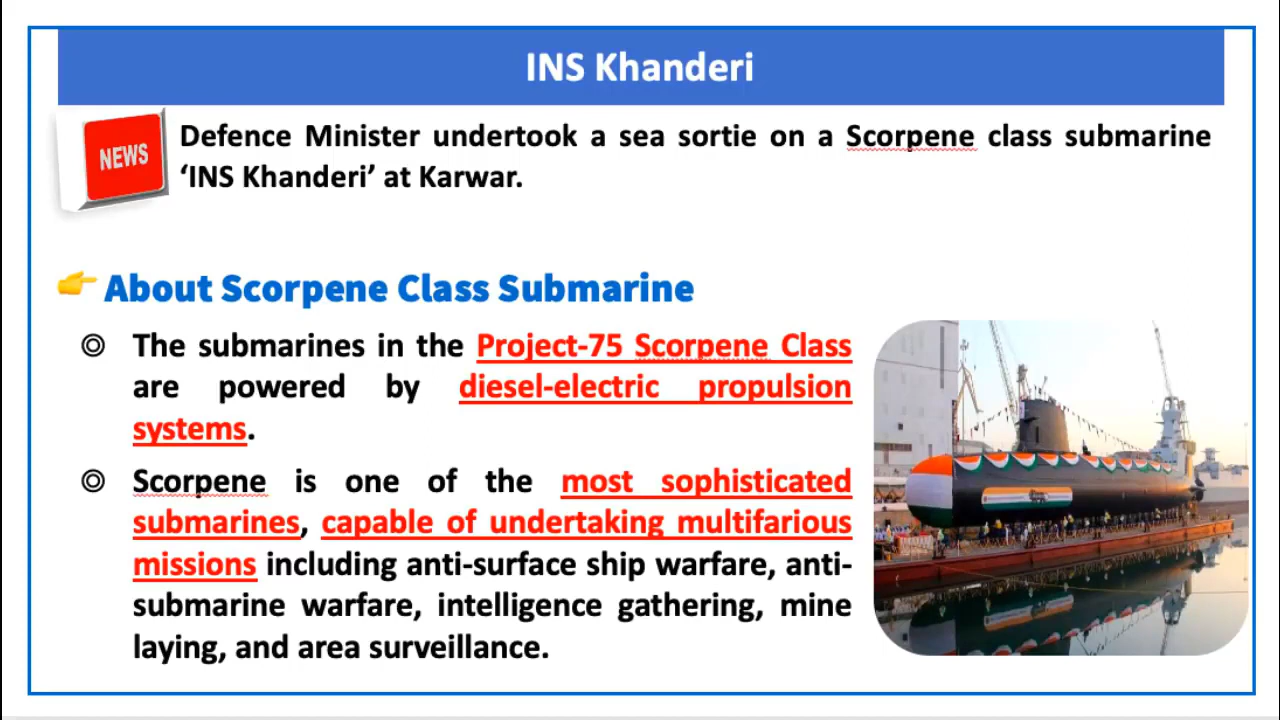 INS Khanderi
NEWS
Defence Minister undertook a sea sortie on a Scorpene class submarine
‘INS Khanderi’ at Karwar.
About Scorpene Class Submarine
The submarines in the Project-75 Scorpene Class
are powered by diesel-electric propulsion
systems.
Scorpene is one of the most sophisticated
submarines, capable of undertaking multifarious
missions including anti-surface ship warfare, anti-
submarine warfare, intelligence gathering, mine
laying, and area surveillance.